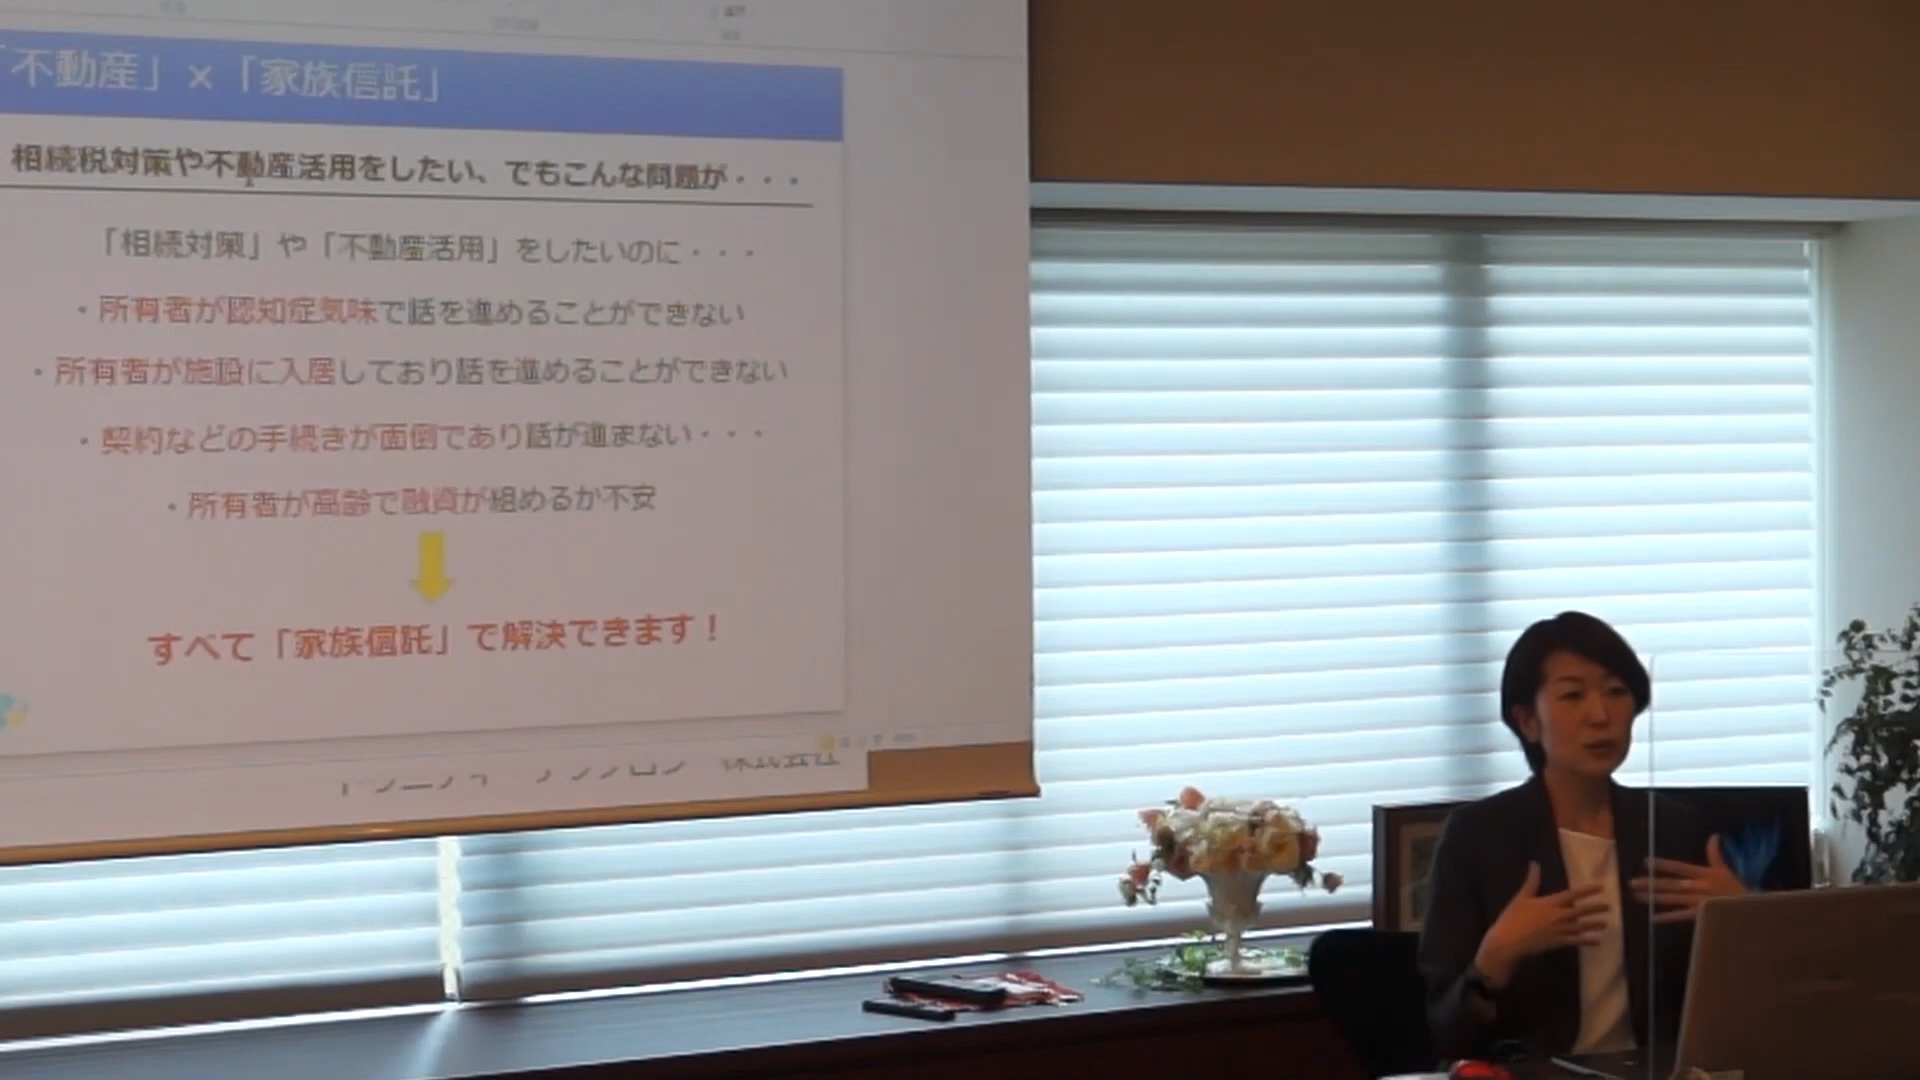 「不動産」×「家族信託」
相続税対策や不動産活用をしたい、でもこんな問題が・・・
「相続対策」や「不動産活用」をしたいのに・・・
・所有者が認知症気味で話を進めることができない
・所有者が施設に入居しており話を進めることができない
・契約などの手続きが面倒であり話が進まない・・・
・所有者が高齢で融資が組めるか不安
すべて「家族信託」で解決できます！
株式会社